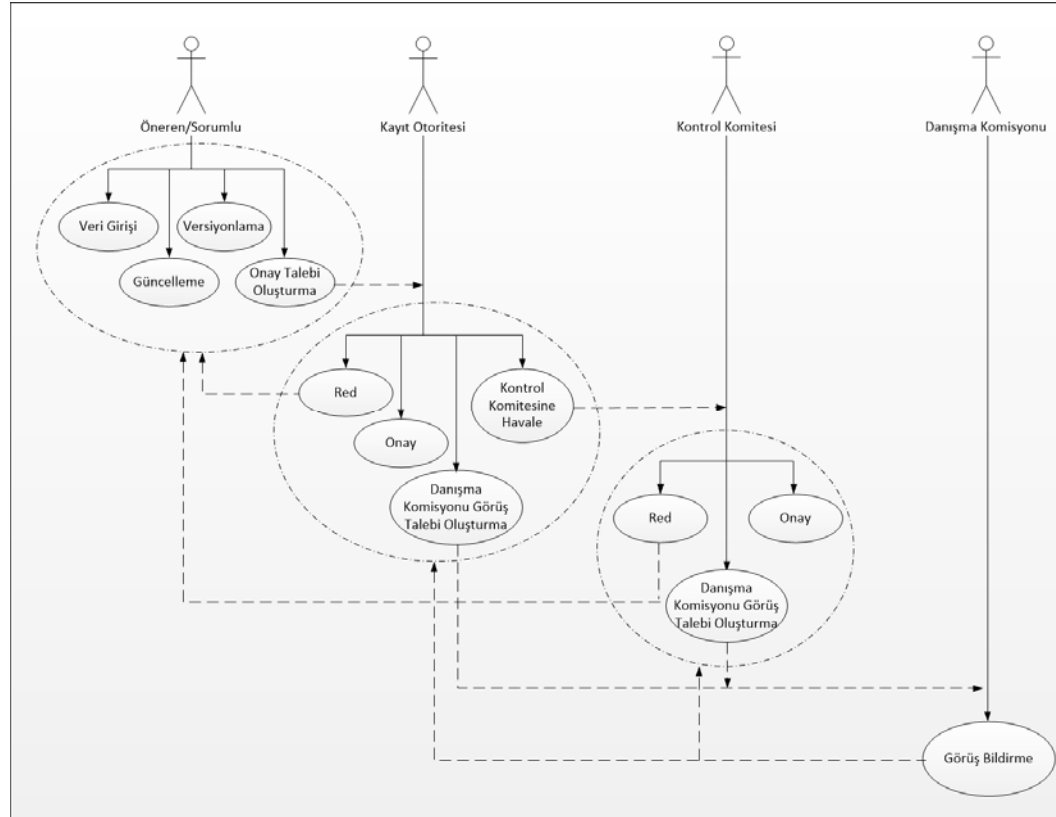 Öneren/Sorumlu
Kayıt Otoritesi
Kontrol Komitesi
Danışma Komisyonu
Veri Girişi
Versiyonlama
Güncelleme
Onay Talebi
Oluşturma
Red
Kontrol
Komitesine
Havale
Onay
Danışma
Komisyonu Görüş
Talebi Oluşturma
Red
Onay
Danışma
Komisyonu Görüş
Talebi Oluşturma
Görüş Bildirme